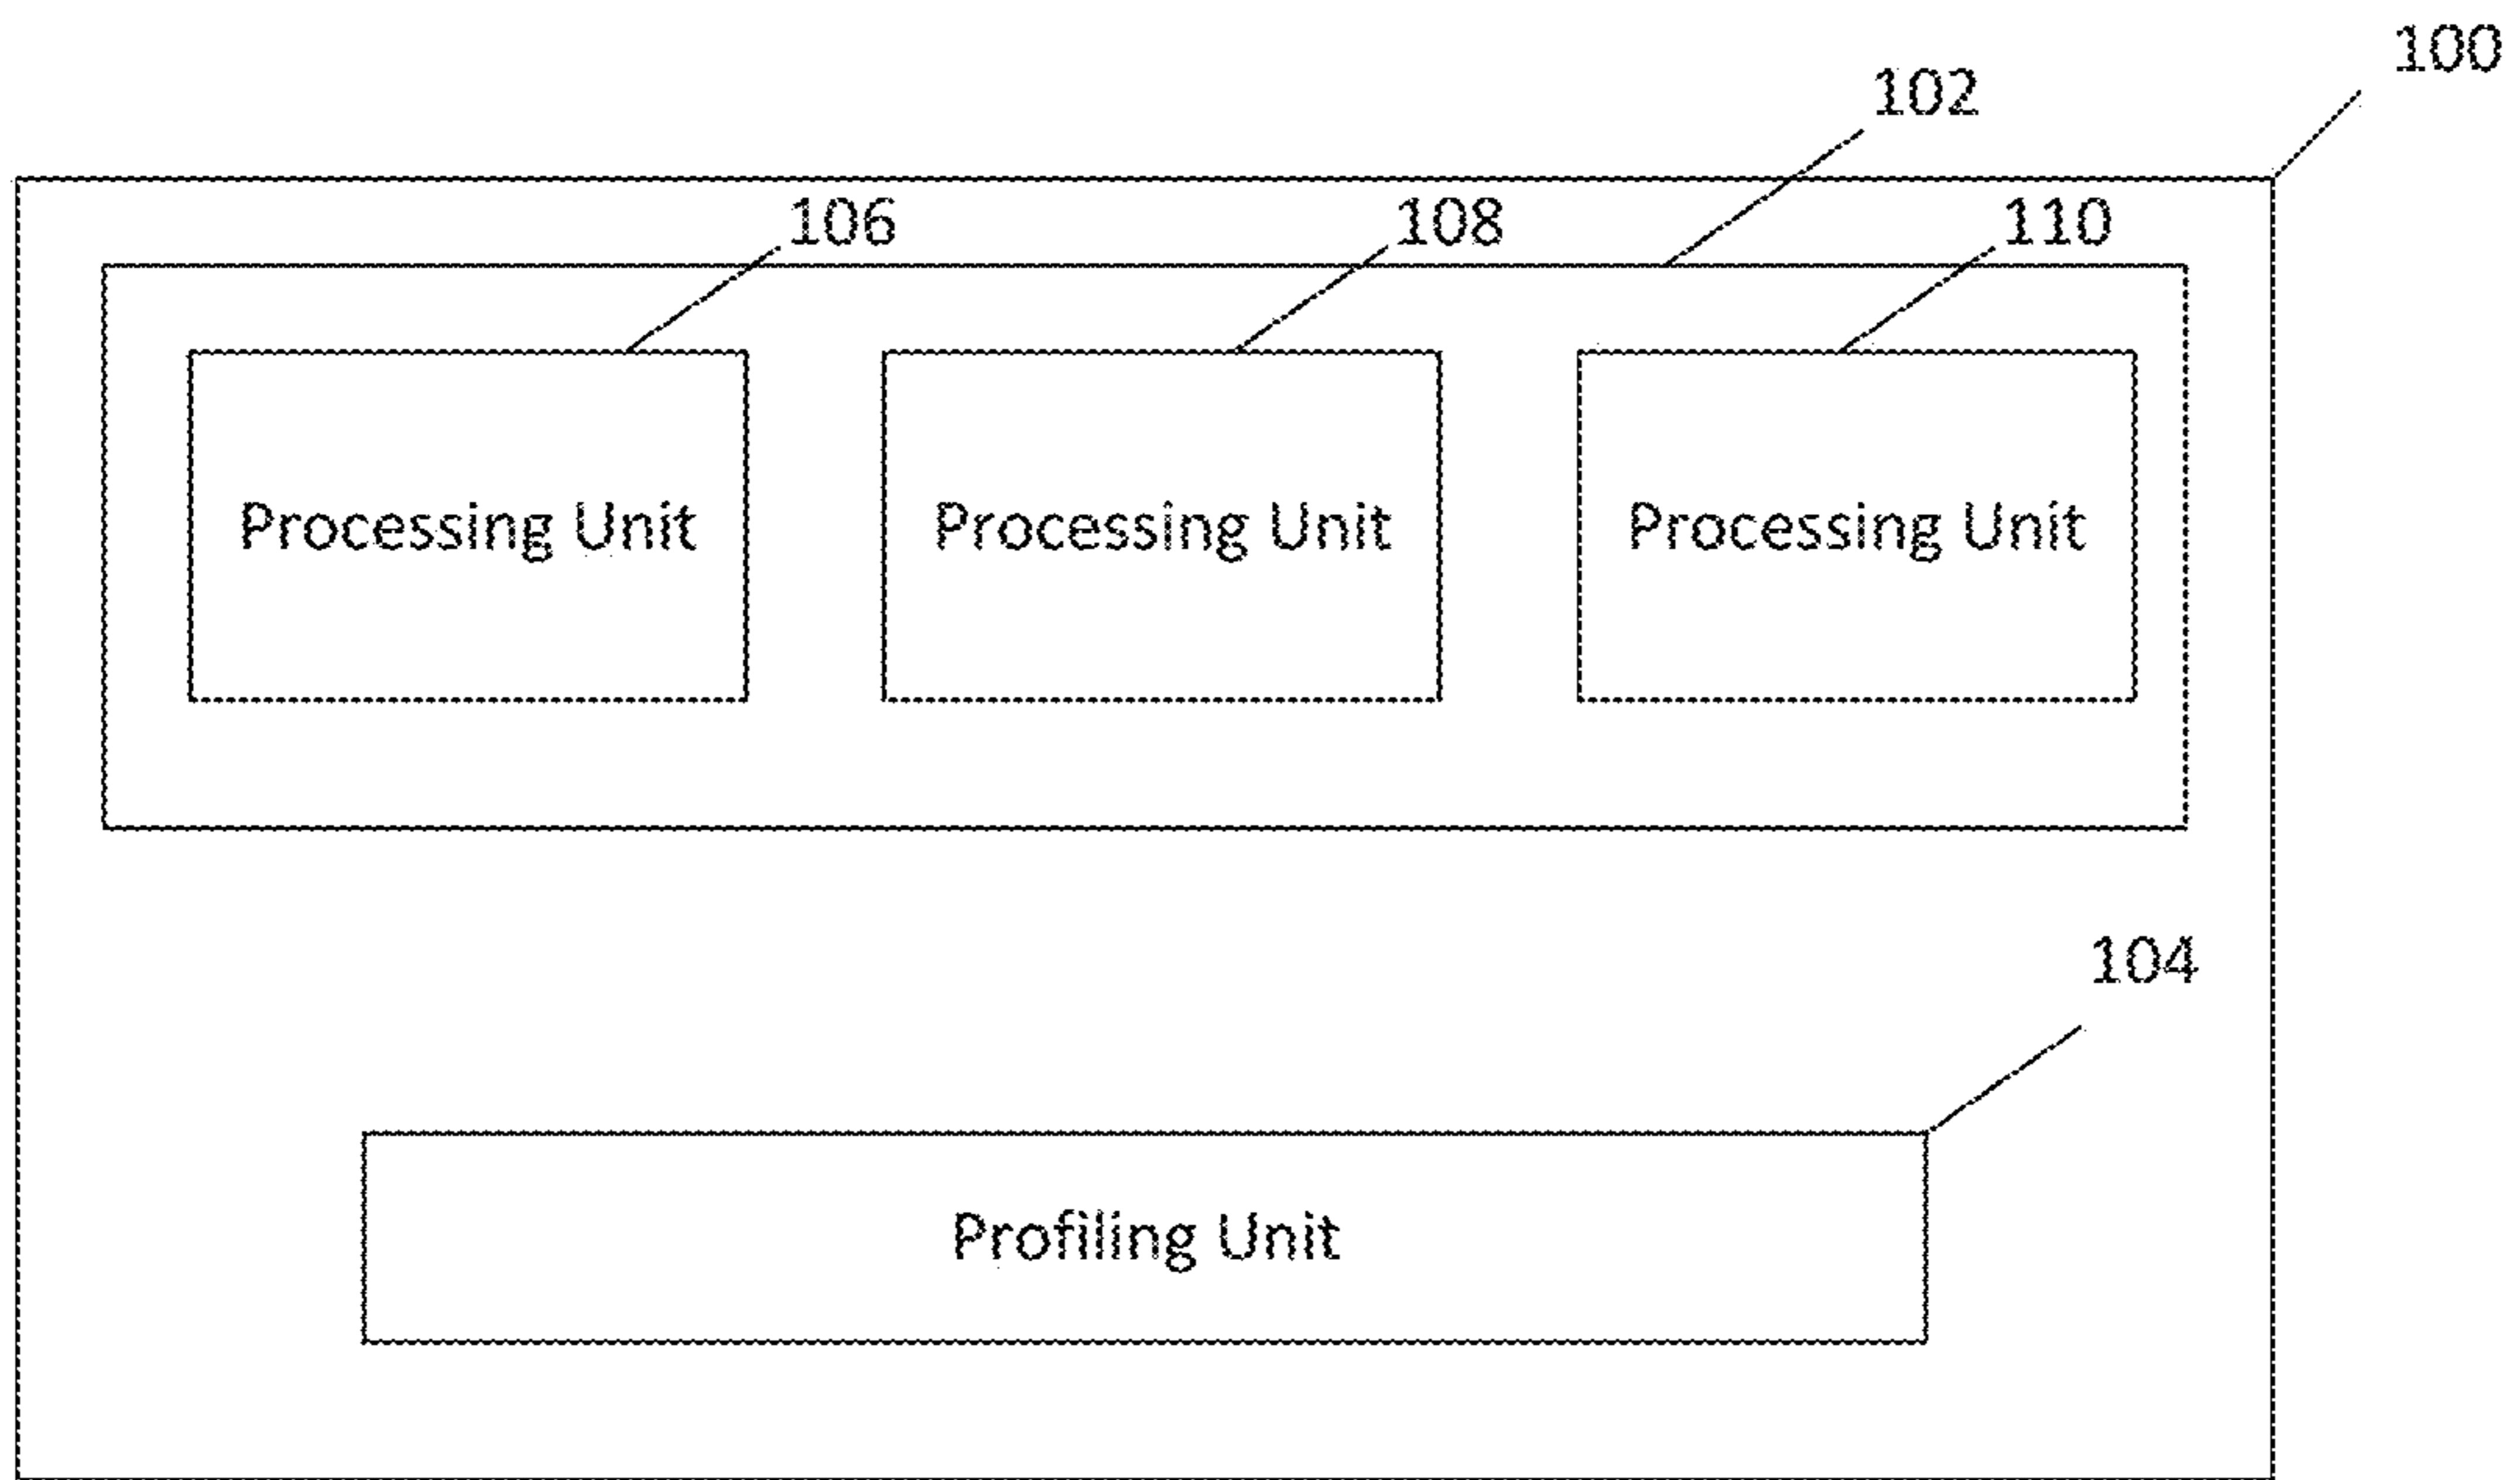 100
102
106
108
110
Processing Unit
Processing Unit
Processing Unit
104
Profiling Unit